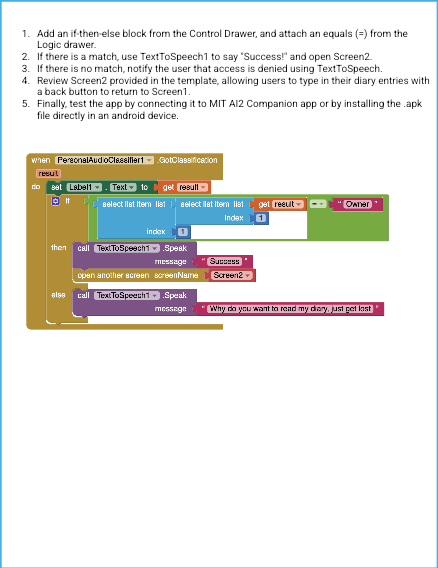 1. Add an if-then-else block from the Control Drawer, and attach an equals (=) from the
Logic drawer.
2. If there is a match, use TextToSpeech1 to say "Success!" and open Screen2.
3. If there is no match, notify the user that access is denied using TextToSpeech.
4. Review Screen2 provided in the template, allowing users to type in their diary entries with
a back button to return to Screen1.
5. Finally, test the app by connecting it to MIT AI2 Companion app or by installing the .apk
file directly in an android device.
when PersonalAudioClassifier1 .GotClassification
result
do set Label1 . Text to get result
if select list item list select list item list get result = " Owner "
index 1
index 1
then call TextToSpeech1 .Speak
message " Success "
open another screen screenName Screen2
else call TextToSpeech1 .Speak
message " Why do you want to read my diary, just get lost "